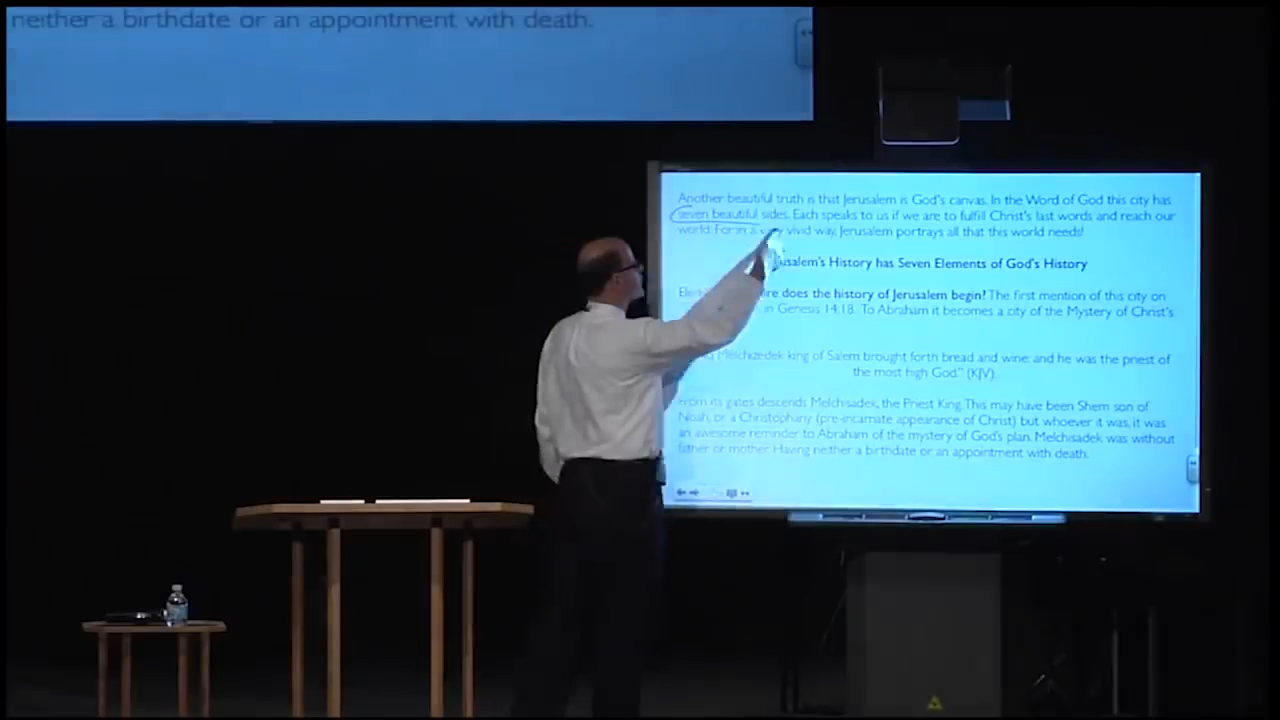 neither a birthdate or an appointment with death.
Another beautiful truth is that Jerusalem is God's canvas. In the Word of God this city has
seven beautiful sides. Each speaks to us if we are to fulfill Christ's last words and reach our
world. For in a very vivid way, Jerusalem portrays all that this world needs!
usalem's History has Seven Elements of God's History
re does the history of Jerusalem begin? The first mention of this city on
in Genesis 14:18. To Abraham it becomes a city of the Mystery of Christ's
Melchizedek king of Salem brought forth bread and wine: and he was the priest of
the most high God." (KJV).
From its gates descends Melchisadek, the Priest King. This may have been Shem son of
Noah, or a Christophany (pre-incarnate appearance of Christ) but whoever it was, it was
an awesome reminder to Abraham of the mystery of God's plan. Melchisadek was without
father or mother. Having neither a birthdate or an appointment with death.